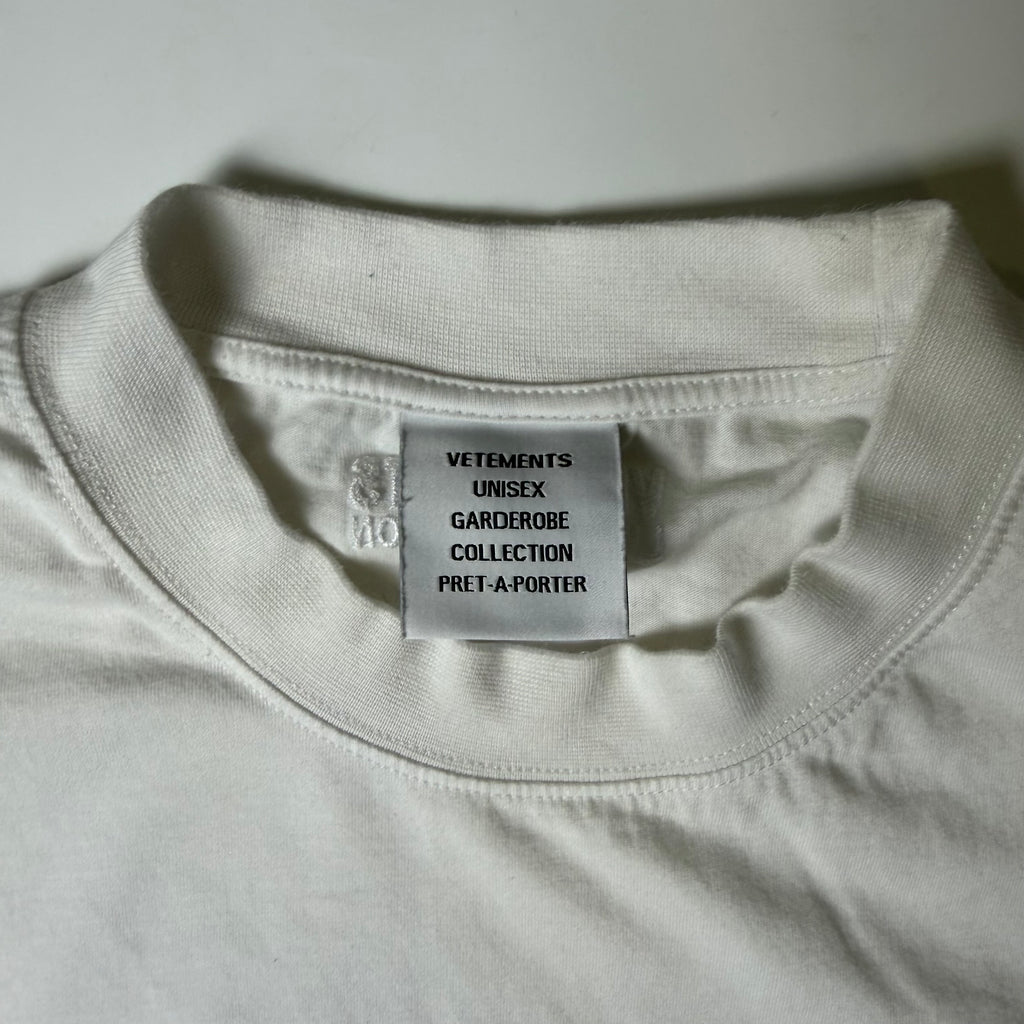 VETEMENTS
UNISEX
GARDEROBE
COLLECTION
PRET-A-PORTER